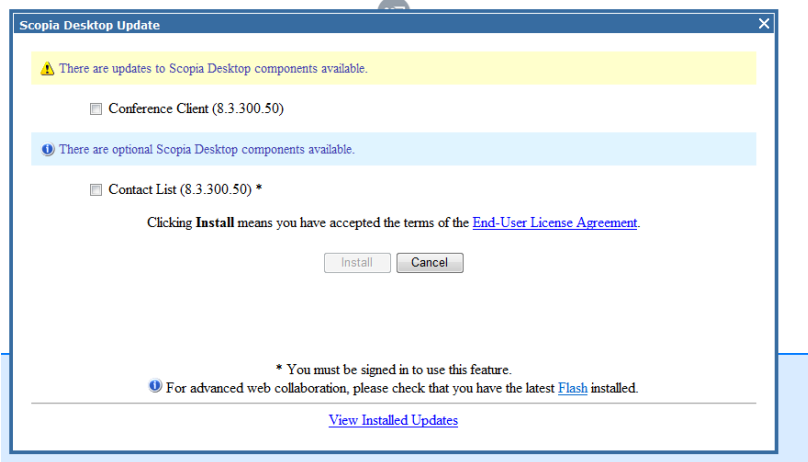 Scopia Desktop Update
There are updates to Scopia Desktop components available.
Conference Client (8.3.300.50)
There are optional Scopia Desktop components available.
Contact List (8.3.300.50) *
Clicking Install means you have accepted the terms of the End-User License Agreement.
Install Cancel
* You must be signed in to use this feature.
For advanced web collaboration, please check that you have the latest Flash installed.
View Installed Updates